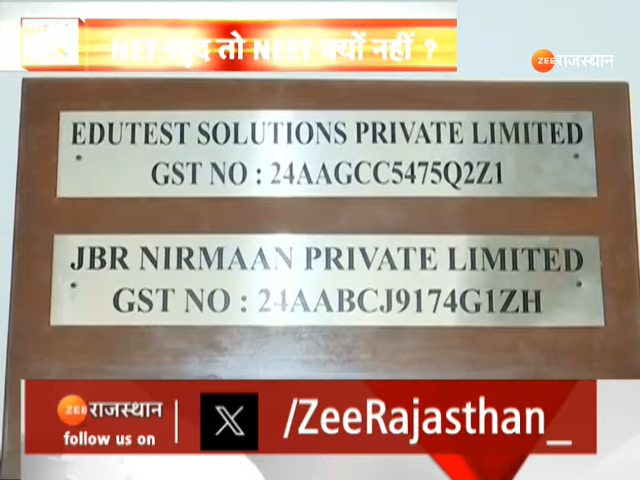 NET रद्द तो NEET क्यों नहीं ?
ZEE राजस्थान
EDUTEST SOLUTIONS PRIVATE LIMITED
GST NO : 24AAGCC5475Q2Z1
JBR NIRMAAN PRIVATE LIMITED
GST NO : 24AABCJ9174G1ZH
ZEE राजस्थान
follow us on
X /ZeeRajasthan_